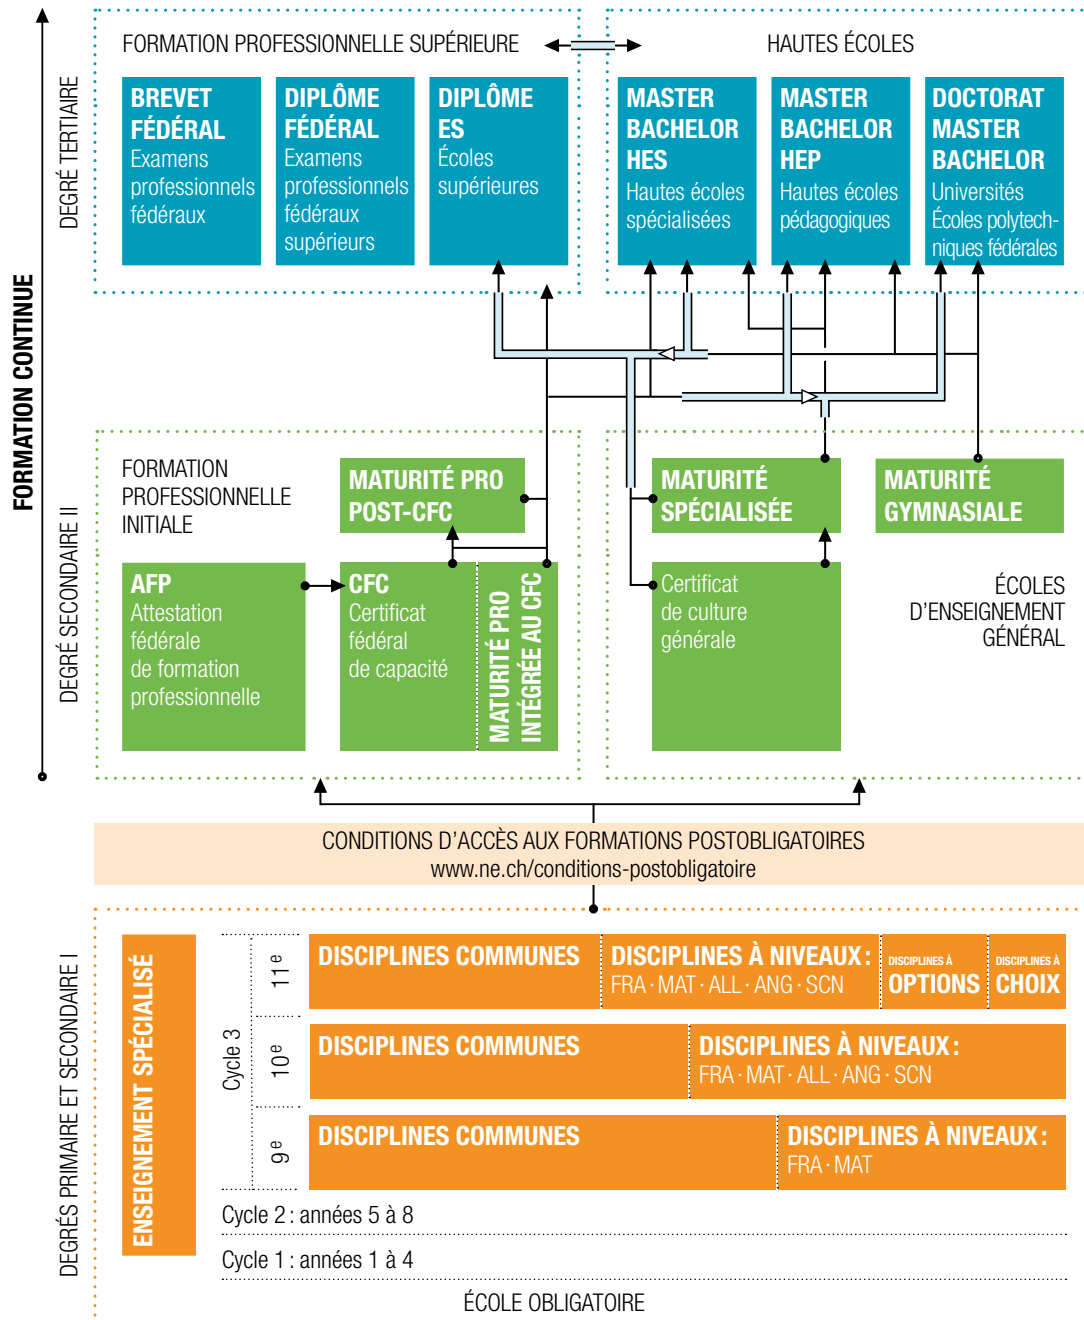 FORMATION CONTINUE
DEGRÉ TERTIAIRE
FORMATION PROFESSIONNELLE SUPÉRIEURE
HAUTES ÉCOLES
BREVET
FÉDÉRAL
Examens
professionnels
fédéraux
DIPLÔME
FÉDÉRAL
Examens
professionnels
fédéraux
supérieurs
DIPLÔME
ES
Écoles
supérieures
MASTER
BACHELOR
HES
Hautes écoles
spécialisées
MASTER
BACHELOR
HEP
Hautes écoles
pédagogiques
DOCTORAT
MASTER
BACHELOR
Universités
Écoles polytech-
niques fédérales
DEGRÉ SECONDAIRE II
FORMATION
PROFESSIONNELLE
INITIALE
MATURITÉ PRO
POST-CFC
MATURITÉ
SPÉCIALISÉE
MATURITÉ
GYMNASIALE
AFP
Attestation
fédérale
de formation
professionnelle
CFC
Certificat
fédéral
de capacité
MATURITÉ PRO
INTÉGRÉE AU CFC
Certificat
de culture
générale
ÉCOLES
D'ENSEIGNEMENT
GÉNÉRAL
CONDITIONS D'ACCÈS AUX FORMATIONS POSTOBLIGATOIRES
www.ne.ch/conditions-postobligatoire
DEGRÉS PRIMAIRE ET SECONDAIRE I
ENSEIGNEMENT SPÉCIALISÉ
Cycle 3
11e
DISCIPLINES COMMUNES
DISCIPLINES À NIVEAUX :
FRA · MAT · ALL · ANG · SCN
DISCIPLINES À
OPTIONS
DISCIPLINES À
CHOIX
10e
DISCIPLINES COMMUNES
DISCIPLINES À NIVEAUX :
FRA · MAT · ALL · ANG · SCN
9e
DISCIPLINES COMMUNES
DISCIPLINES À NIVEAUX :
FRA · MAT
Cycle 2 : années 5 à 8
Cycle 1 : années 1 à 4
ÉCOLE OBLIGATOIRE